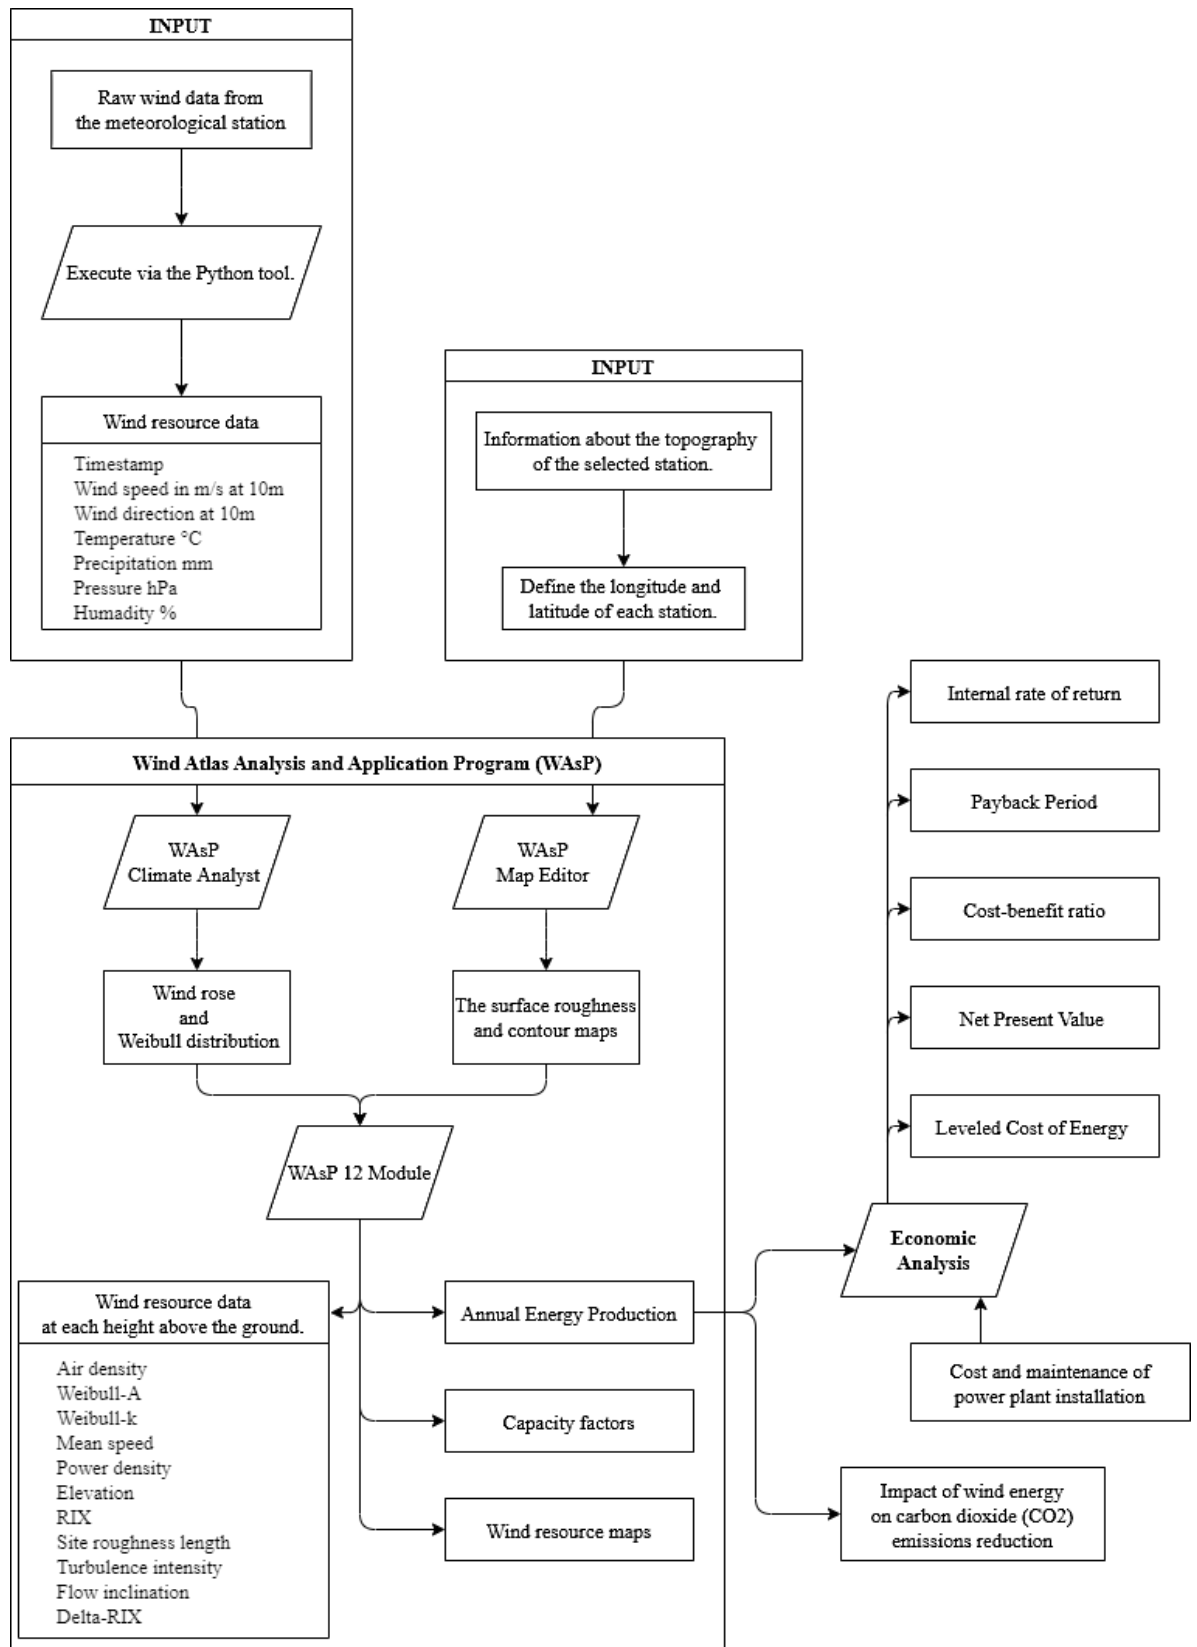 INPUT
Raw wind data from
the meteorological station
Execute via the Python tool.
Wind resource data
Timestamp
Wind speed in m/s at 10m
Wind direction at 10m
Temperature °C
Precipitation mm
Pressure hPa
Humadity %
INPUT
Information about the topography
of the selected station.
Define the longitude and
latitude of each station.
Wind Atlas Analysis and Application Program (WAsP)
WAsP
Climate Analyst
WAsP
Map Editor
Wind rose
and
Weibull distribution
The surface roughness
and contour maps
WAsP 12 Module
Wind resource data
at each height above the ground.
Air density
Weibull-A
Weibull-k
Mean speed
Power density
Elevation
RIX
Site roughness length
Turbulence intensity
Flow inclination
Delta-RIX
Annual Energy Production
Capacity factors
Wind resource maps
Internal rate of return
Payback Period
Cost-benefit ratio
Net Present Value
Leveled Cost of Energy
Economic
Analysis
Cost and maintenance of
power plant installation
Impact of wind energy
on carbon dioxide (CO2)
emissions reduction